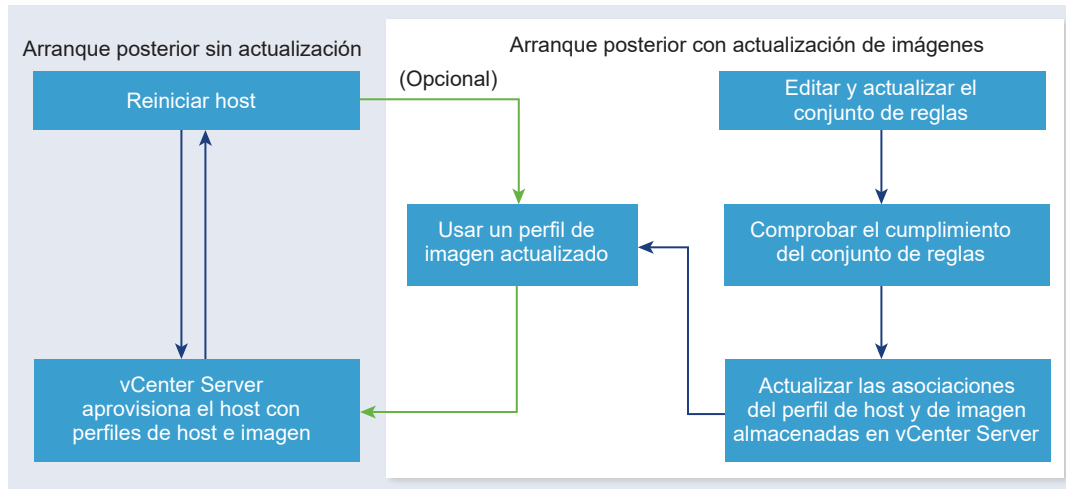 Arranque posterior sin actualización
Arranque posterior con actualización de imágenes
(Opcional)
Reiniciar host
Editar y actualizar el
conjunto de reglas
Usar un perfil de
imagen actualizado
Comprobar el cumplimiento
del conjunto de reglas
vCenter Server
aprovisiona el host con
perfiles de host e imagen
Actualizar las asociaciones
del perfil de host y de imagen
almacenadas en vCenter Server